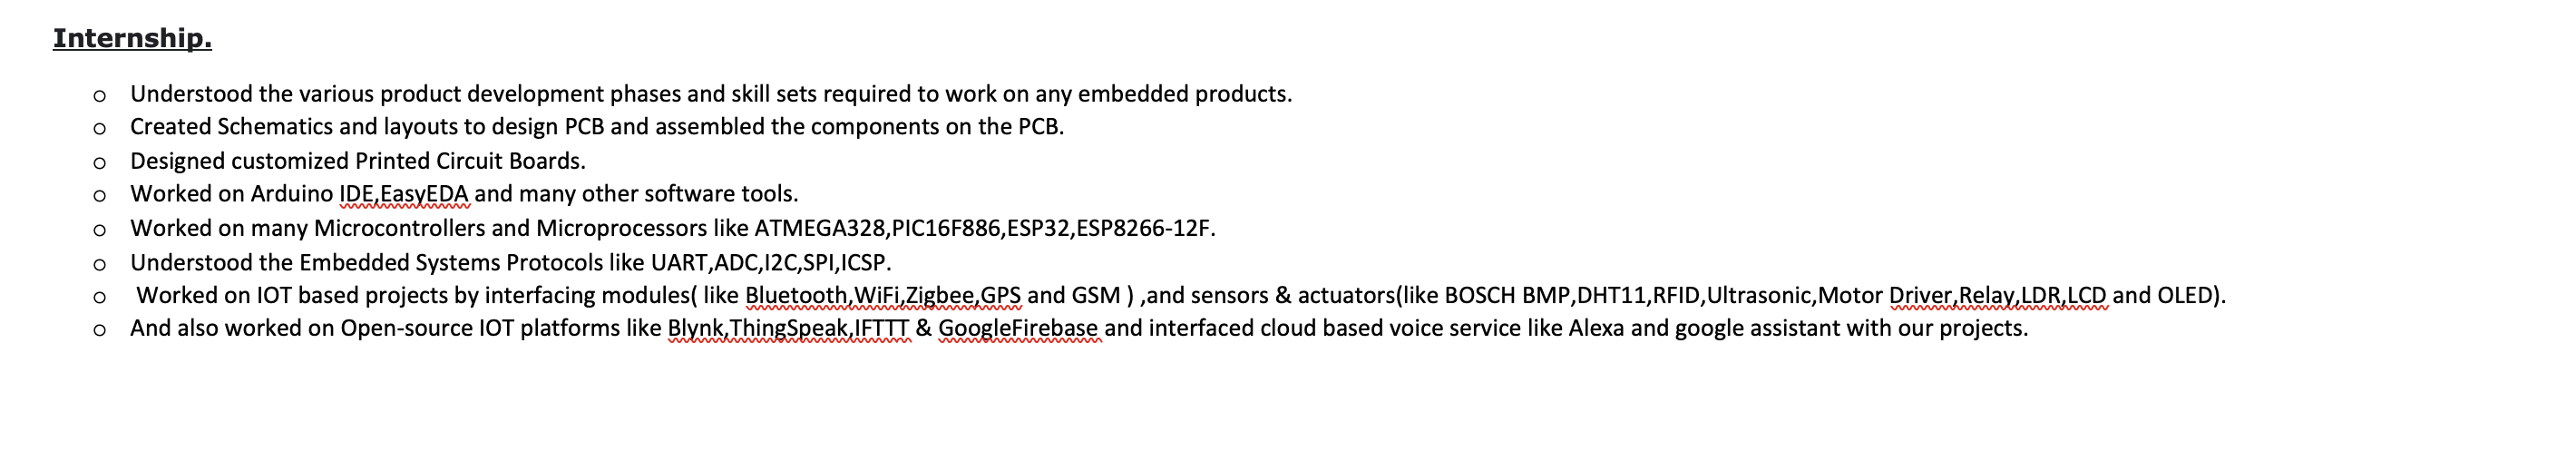 Internship.
o Understood the various product development phases and skill sets required to work on any embedded products.
o Created Schematics and layouts to design PCB and assembled the components on the PCB.
o Designed customized Printed Circuit Boards.
o Worked on Arduino IDE,EasyEDA and many other software tools.
o Worked on many Microcontrollers and Microprocessors like ATMEGA328,PIC16F886,ESP32,ESP8266-12F.
o Understood the Embedded Systems Protocols like UART,ADC,I2C,SPI,ICSP.
o Worked on IOT based projects by interfacing modules( like Bluetooth,WiFi,Zigbee,GPS and GSM ) ,and sensors & actuators(like BOSCH BMP,DHT11,RFID,Ultrasonic,Motor Driver,Relay,LDR,LCD and OLED).
o And also worked on Open-source IOT platforms like Blynk,ThingSpeak,IFTTT & GoogleFirebase and interfaced cloud based voice service like Alexa and google assistant with our projects.